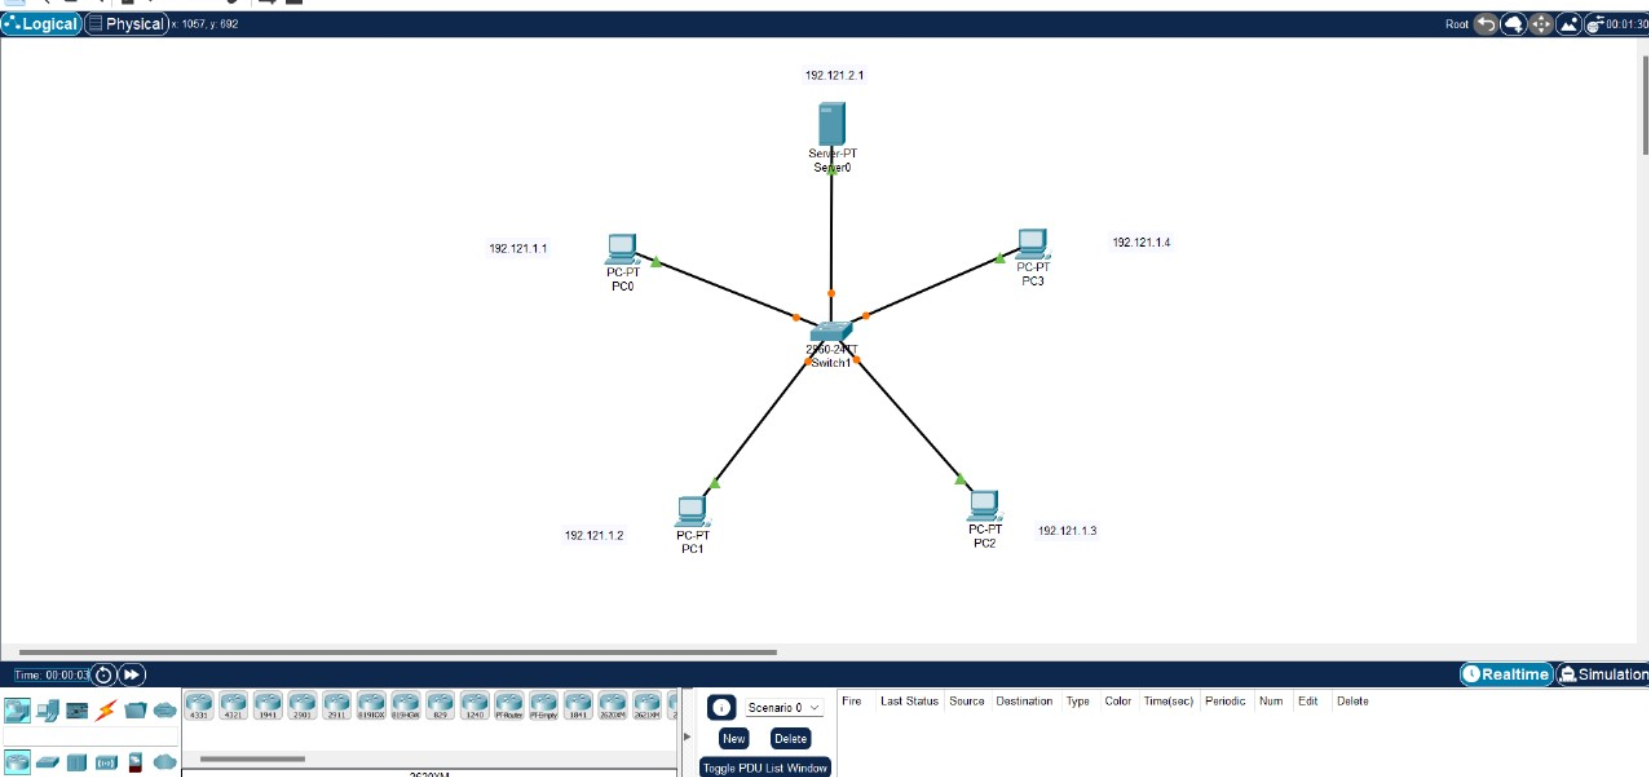 Logical Physical x: 1057, y: 692 Root 00:01:30
192.121.2.1
Server-PT
Server0
192.121.1.1
PC-PT
PC0
192.121.1.4
PC-PT
PC3
2960-24TT
Switch1
192.121.1.2
PC-PT
PC1
PC-PT
PC2
192.121.1.3
Time: 00:00:03 Realtime Simulation
4331 4321 1941 2901 2911 819IOX 819HGW 829 1240 PT-Router PT-Empty 1841 2620XM 2621XM
Scenario 0
New Delete
Toggle PDU List Window
Fire Last Status Source Destination Type Color Time(sec) Periodic Num Edit Delete
2620XM